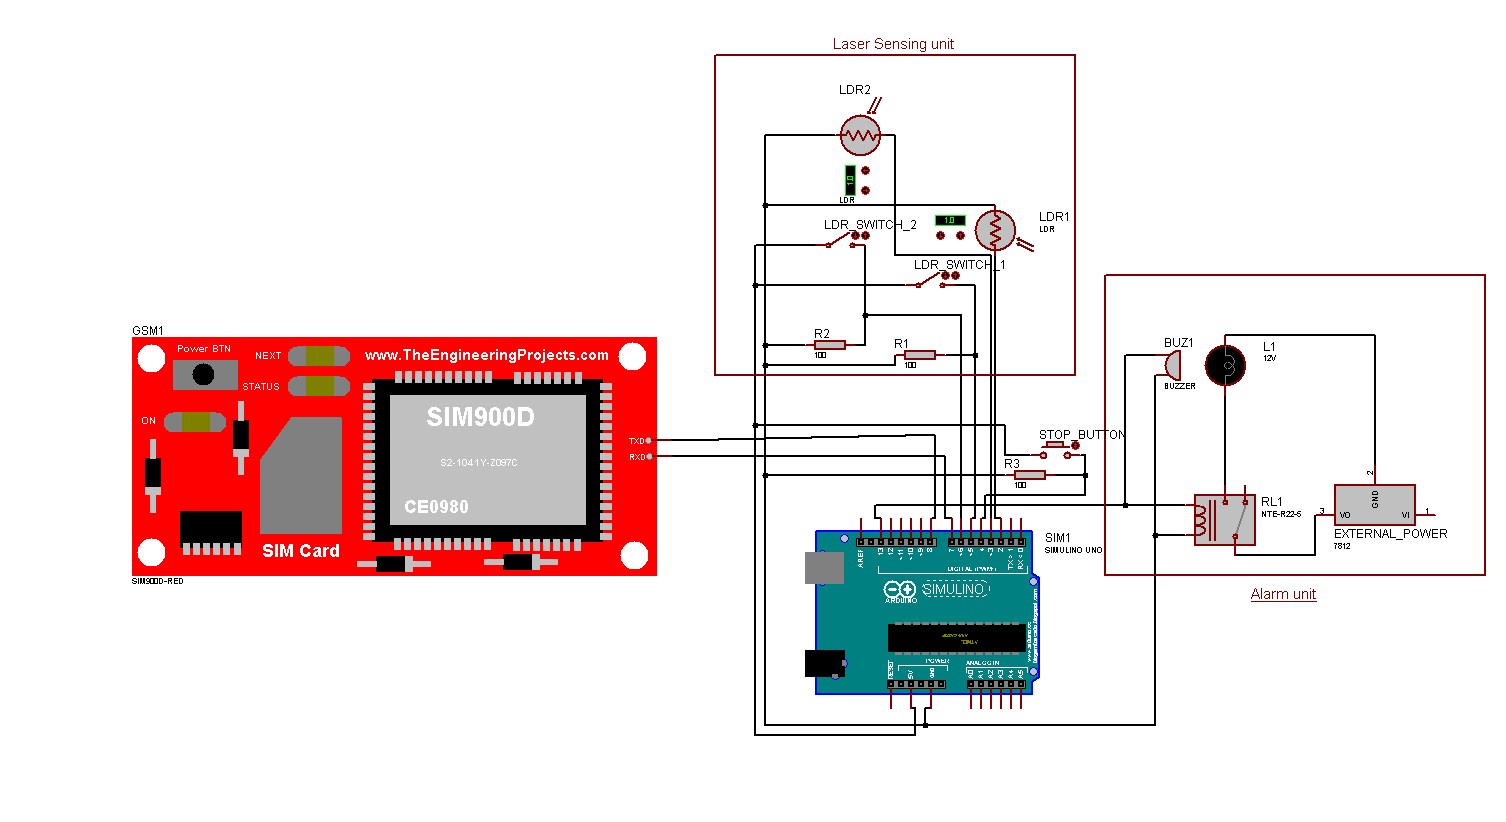 Laser Sensing unit
LDR2
1.0
LDR
LDR_SWITCH_2
1.0
LDR1
LDR
LDR_SWITCH_1
R2
100
R1
100
GSM1
Power BTN
NEXT
www.TheEngineeringProjects.com
STATUS
ON
SIM900D
TXD
RXD
S2-1041Y-Z097C
CE0980
SIM Card
SIM900D-RED
STOP_BUTTON
R3
100
BUZ1
BUZZER
L1
12V
RL1
NTE-R22-5
2
GND
3
VO
VI
1
EXTERNAL_POWER
7812
Alarm unit
SIM1
SIMULINO UNO
AREF
13
12
~11
~10
~9
8
7
~6
~5
4
~3
2
TX > 1
RX < 0
DIGITAL (PWM~)
ARDUINO
SIMULINO
POWER
ANALOG IN
RESET
5V
GND
A0
A1
A2
A3
A4
A5